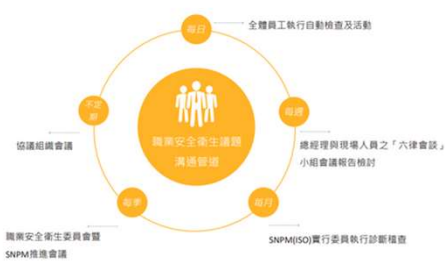 每日
全體員工執行自動檢查及活動
每週
總經理與現場人員之「六律會談」
小組會議報告檢討
每月
SNPM(ISO)實行委員執行診斷稽查
每季
職業安全衛生委員會暨
SNPM推進會議
不定
期
協議組織會議
職業安全衛生議題
溝通管道